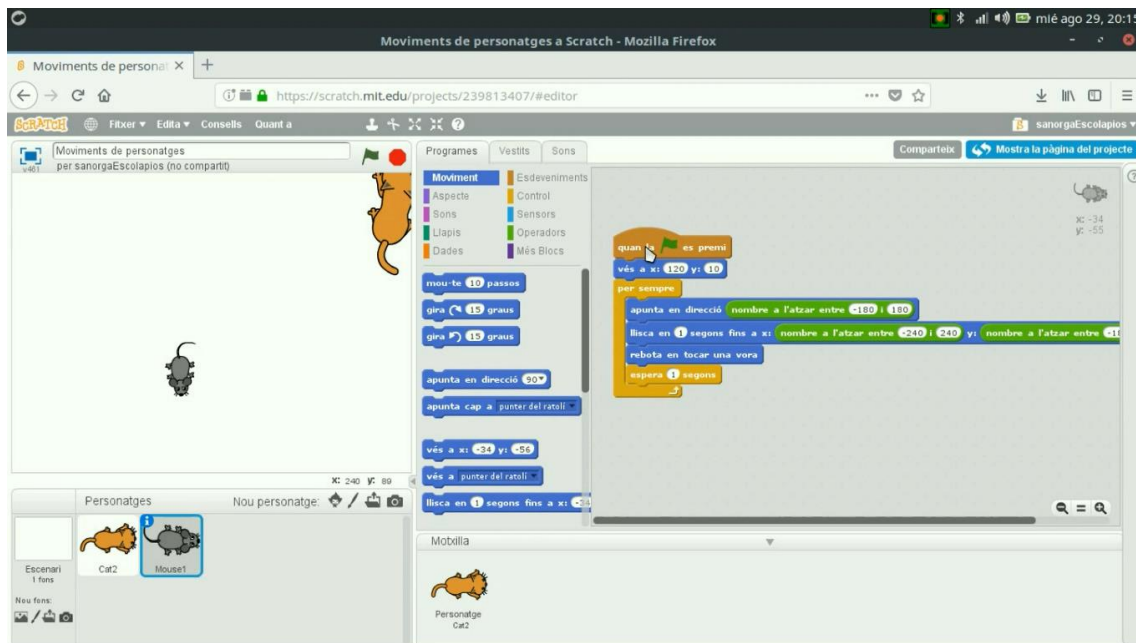 mié ago 29, 20:15
Moviments de personatges a Scratch - Mozilla Firefox
Moviments de personat
https://scratch.mit.edu/projects/239813407/#editor
SCRATCH Fitxer Edita Consells Quant a sanorgaEscolapios
Moviments de personatges
per sanorgaEscolapios (no compartit)
v461
Programes Vestits Sons
Comparteix Mostra la pàgina del projecte
Moviment Esdeveniments
Aspecte Control
Sons Sensors
Llapis Operadors
Dades Més Blocs
mou-te 10 passos
gira 15 graus
gira 15 graus
apunta en direcció 90
apunta cap a punter del ratolí
vés a x: -34 y: -56
vés a punter del ratolí
llisca en 1 segons fins a x:
x: -34
y: -55
quan la es premi
vés a x: 120 y: 10
per sempre
apunta en direcció nombre a l'atzar entre -180 i 180
llisca en 1 segons fins a x: nombre a l'atzar entre -240 i 240 y: nombre a l'atzar entre
rebota en tocar una vora
espera 1 segons
x: 240 y: 89
Personatges Nou personatge:
Escenari
1 fons
Nou fons:
Cat2
Mouse1
Motxilla
Personatge
Cat2